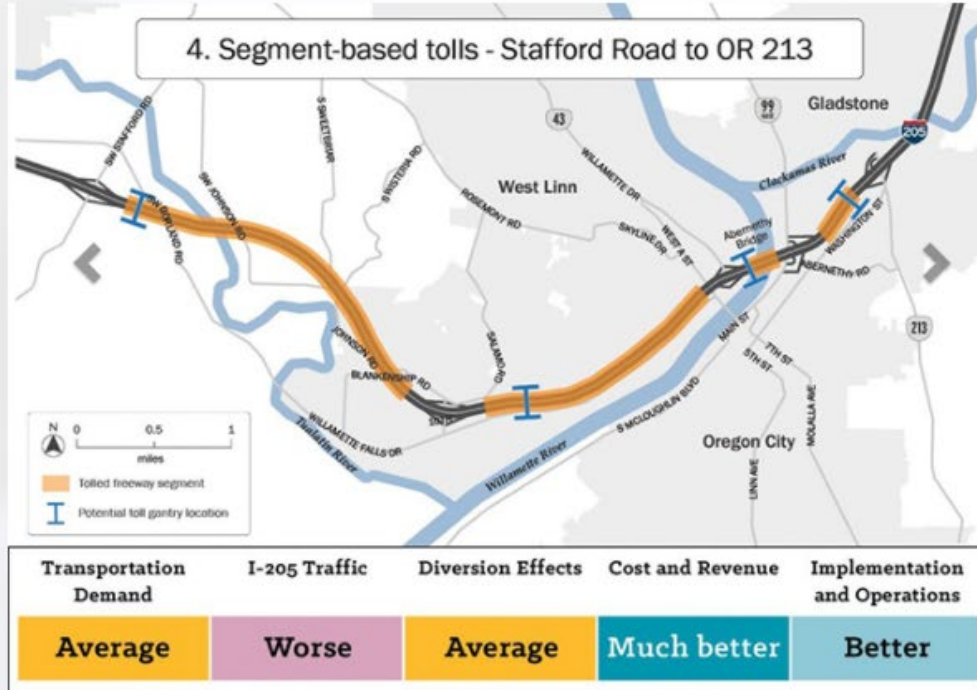 4. Segment-based tolls - Stafford Road to OR 213
SW STAFFORD RD
S SWEETBRIAR
43
99
Gladstone
205
SW JOHNSON RD
S WISTERIA RD
WILLAMETTE DR
West Linn
Clackamas River
SW BORLAND RD
ROSEMONT RD
SKYLINE DR
WEST A ST
Abernethy
Bridge
WASHINGTON ST
ABERNETHY RD
JOHNSON RD
SALAMO RD
MAIN ST
213
BLANKENSHIP RD
7TH ST
5TH ST
WILLAMETTE FALLS DR
S MCLOUGHLIN BLVD
MOLALLA AVE
Tualatin River
Willamette River
Oregon City
LINN AVE
N
0 0.5 1
miles
Tolled freeway segment
Potential toll gantry location
Transportation
Demand
I-205 Traffic
Diversion Effects
Cost and Revenue
Implementation
and Operations
Average
Worse
Average
Much better
Better